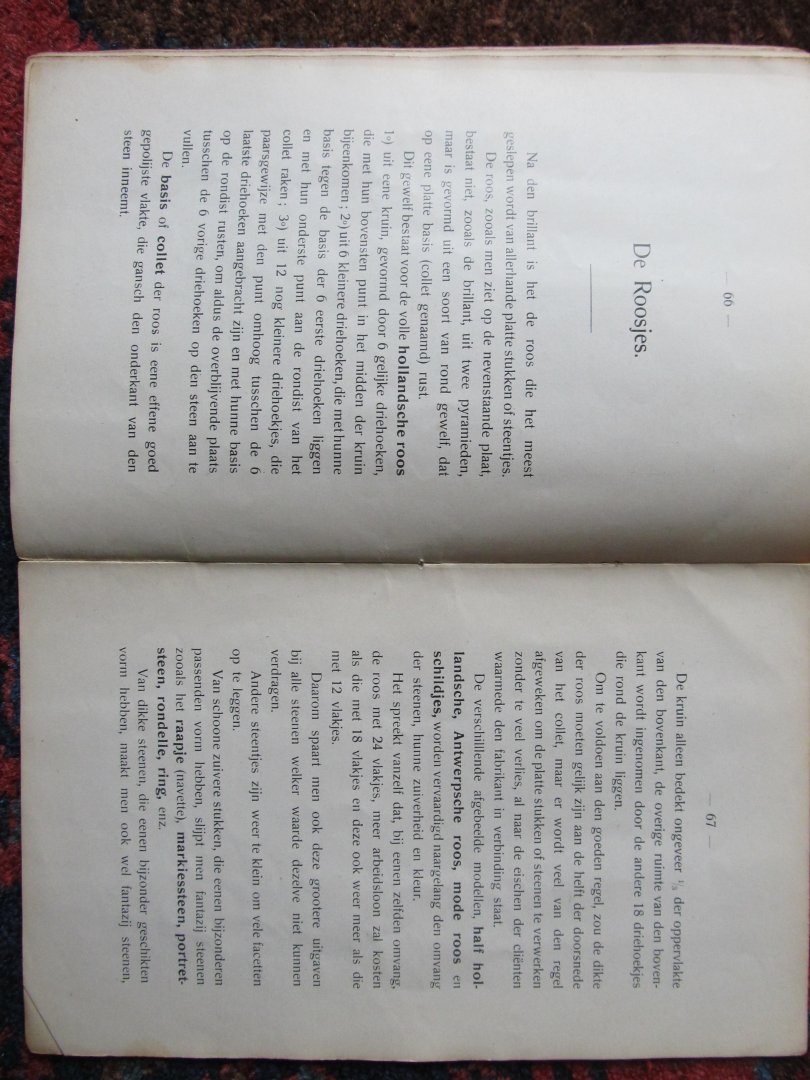 — 66 —
De Roosjes.
Na den brillant is het de roos die het meest
geslepen wordt van allerhande platte stukken of steentjes.
De roos, zooals men ziet op de nevenstaande plaat,
bestaat niet, zooals de brillant, uit twee pyramieden,
maar is gevormd uit een soort van rond gewelf, dat
op eene platte basis (collet genaamd) rust.
Dit gewelf bestaat voor de volle hollandsche roos
1o) uit eene kruin, gevormd door 6 gelijke driehoeken,
die met hun bovensten punt in het midden der kruin
bijeenkomen; 2o) uit 6 kleinere driehoeken, die met hunne
basis tegen de basis der 6 eerste driehoeken liggen
en met hun onderste punt aan de rondist van het
collet raken; 3o) uit 12 nog kleinere driehoekjes, die
paarsgewijze met den punt omhoog tusschen de 6
laatste driehoeken aangebracht zijn en met hunne basis
op de rondist rusten, om aldus de overblijvende plaats
tusschen de 6 vorige driehoeken op den steen aan te
vullen.
De basis of collet der roos is eene effene goed
gepolijste vlakte, die gansch den onderkant van den
steen inneemt.
— 67 —
De kruin alleen bedekt ongeveer 1/3 der oppervlakte
van den bovenkant, de overige ruimte van den boven-
kant wordt ingenomen door de andere 18 driehoekjes
die rond de kruin liggen.
Om te voldoen aan den goeden regel, zou de dikte
der roos moeten gelijk zijn aan de helft der doorsnede
van het collet, maar er wordt veel van den regel
afgeweken om de platte stukken of steenen te verwerken
zonder te veel verlies, al naar de eischen der cliënten
waarmede den fabrikant in verbinding staat.
De verschillende afgebeelde modellen, half hol-
landsche, Antwerpsche roos, mode roos en
schildjes, worden vervaardigd naargelang den omvang
der steenen, hunne zuiverheid en kleur.
Het spreekt vanzelf dat, bij eenen zelfden omvang,
de roos met 24 vlakjes, meer arbeidsloon zal kosten
als die met 18 vlakjes en deze ook weer meer als die
met 12 vlakjes.
Daarom spaart men ook deze grootere uitgaven
bij alle steenen welker waarde dezelve niet kunnen
verdragen.
Andere steentjes zijn weer te klein om vele facetten
op te leggen.
Van schoone zuivere stukken, die eenen bijzonderen
passenden vorm hebben, slijpt men fantazij steenen
zooals het raapje (navette), markiessteen, portret-
steen, rondelle, ring, enz.
Van dikke steenen, die eenen bijzonder geschikten
vorm hebben, maakt men ook wel fantazij steenen,